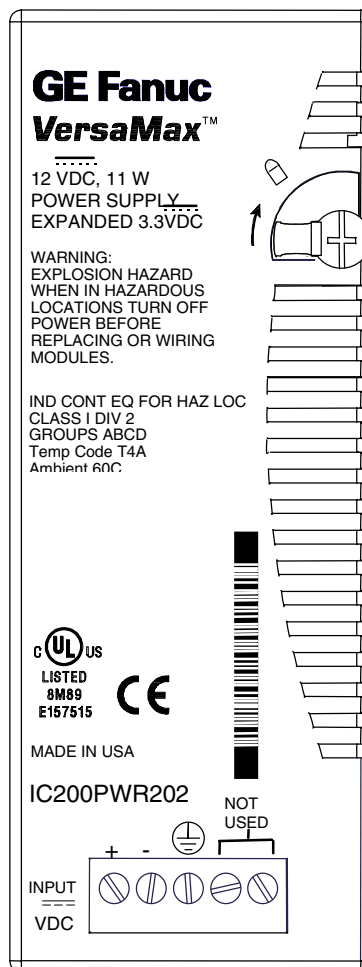 GE Fanuc
VersaMax™
12 VDC, 11 W
POWER SUPPLY
EXPANDED 3.3VDC
WARNING:
EXPLOSION HAZARD
WHEN IN HAZARDOUS
LOCATIONS TURN OFF
POWER BEFORE
REPLACING OR WIRING
MODULES.
IND CONT EQ FOR HAZ LOC
CLASS I DIV 2
GROUPS ABCD
Temp Code T4A
Ambient 60C
C UL US
LISTED
8M89
E157515
CE
MADE IN USA
IC200PWR202
NOT
USED
+ -
INPUT
VDC